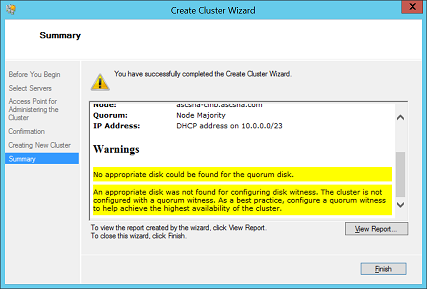 Create Cluster Wizard
Summary
Before You Begin
Select Servers
Access Point for
Administering the
Cluster
Confirmation
Creating New Cluster
Summary
You have successfully completed the Create Cluster Wizard.
Node: ascsha-cmb.ascsha.com
Quorum: Node Majority
IP Address: DHCP address on 10.0.0.0/23
Warnings
No appropriate disk could be found for the quorum disk.
An appropriate disk was not found for configuring disk witness. The cluster is not
configured with a quorum witness. As a best practice, configure a quorum witness
to help achieve the highest availability of the cluster.
To view the report created by the wizard, click View Report.
To close this wizard, click Finish.
View Report...
Finish